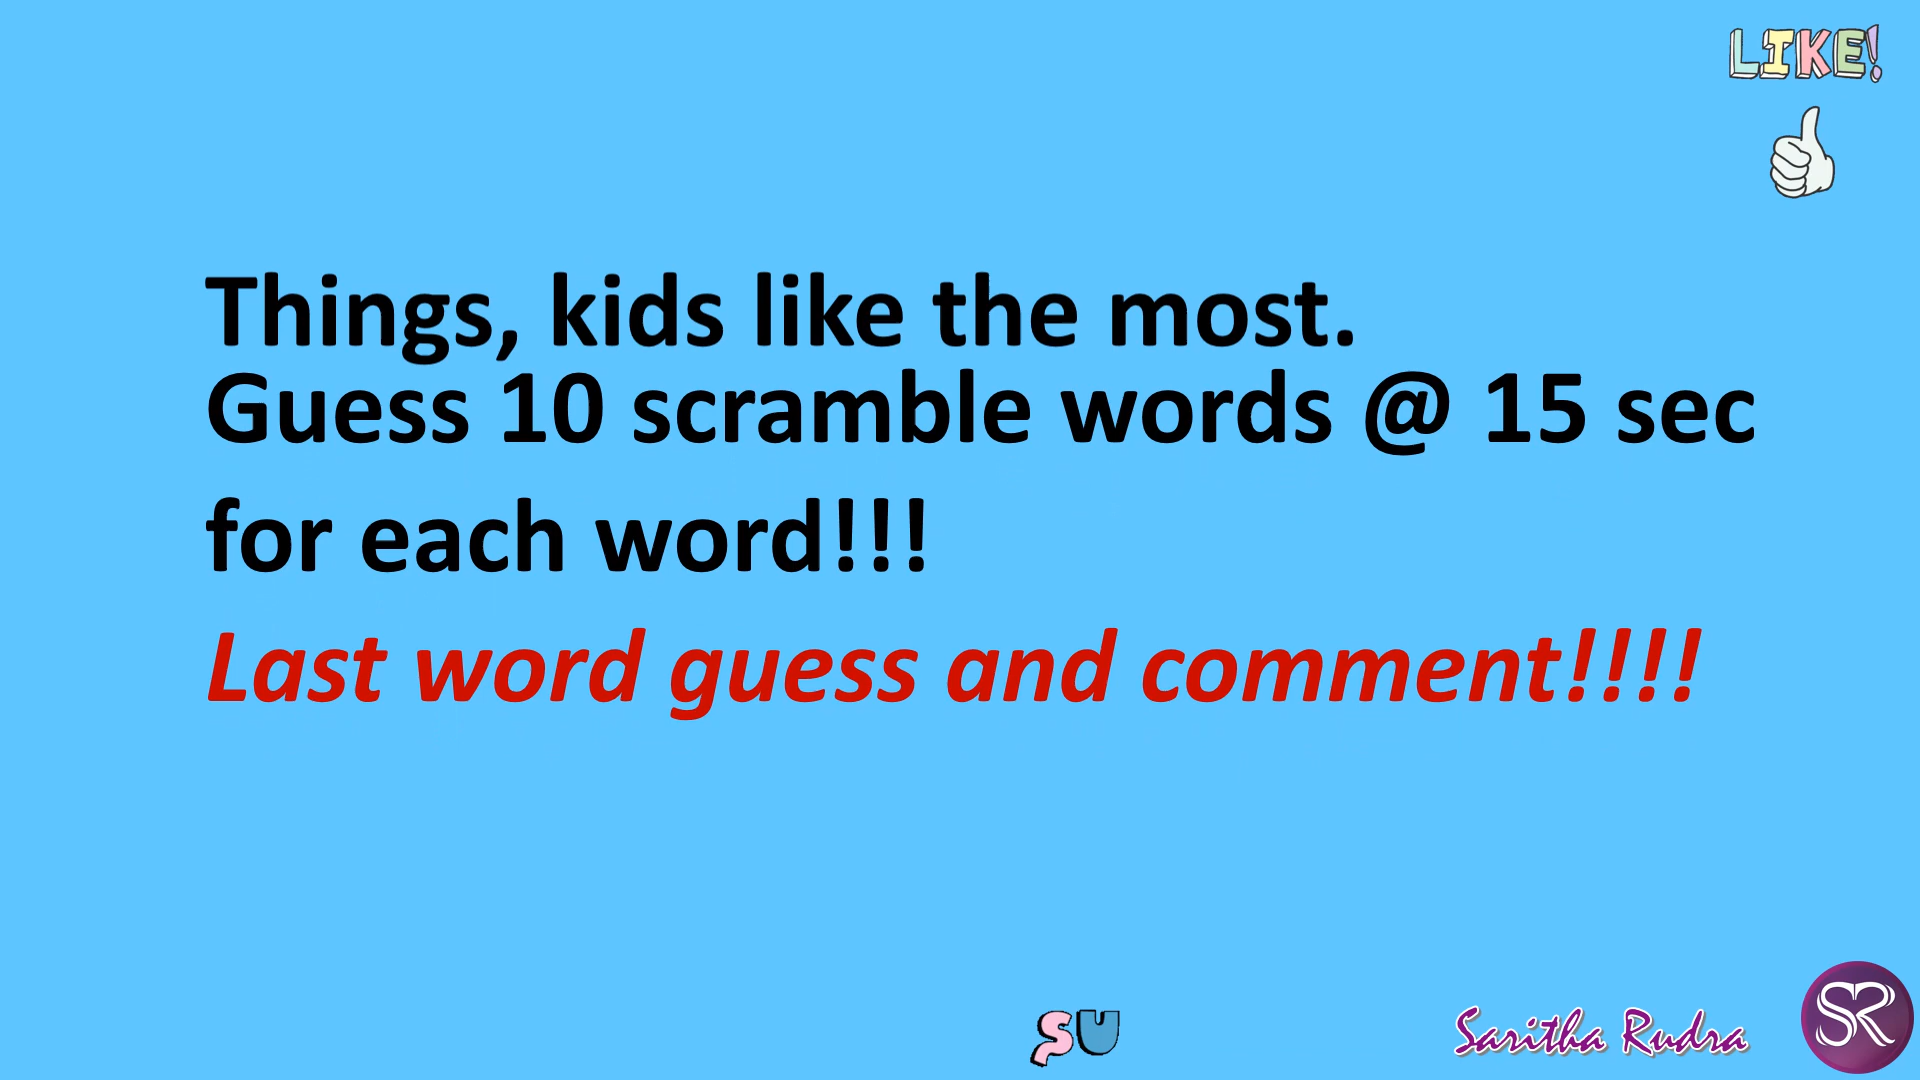 LIKE!
Things, kids like the most.
Guess 10 scramble words @ 15 sec
for each word!!!
Last word guess and comment!!!!
SU
Saritha Rudra
SR